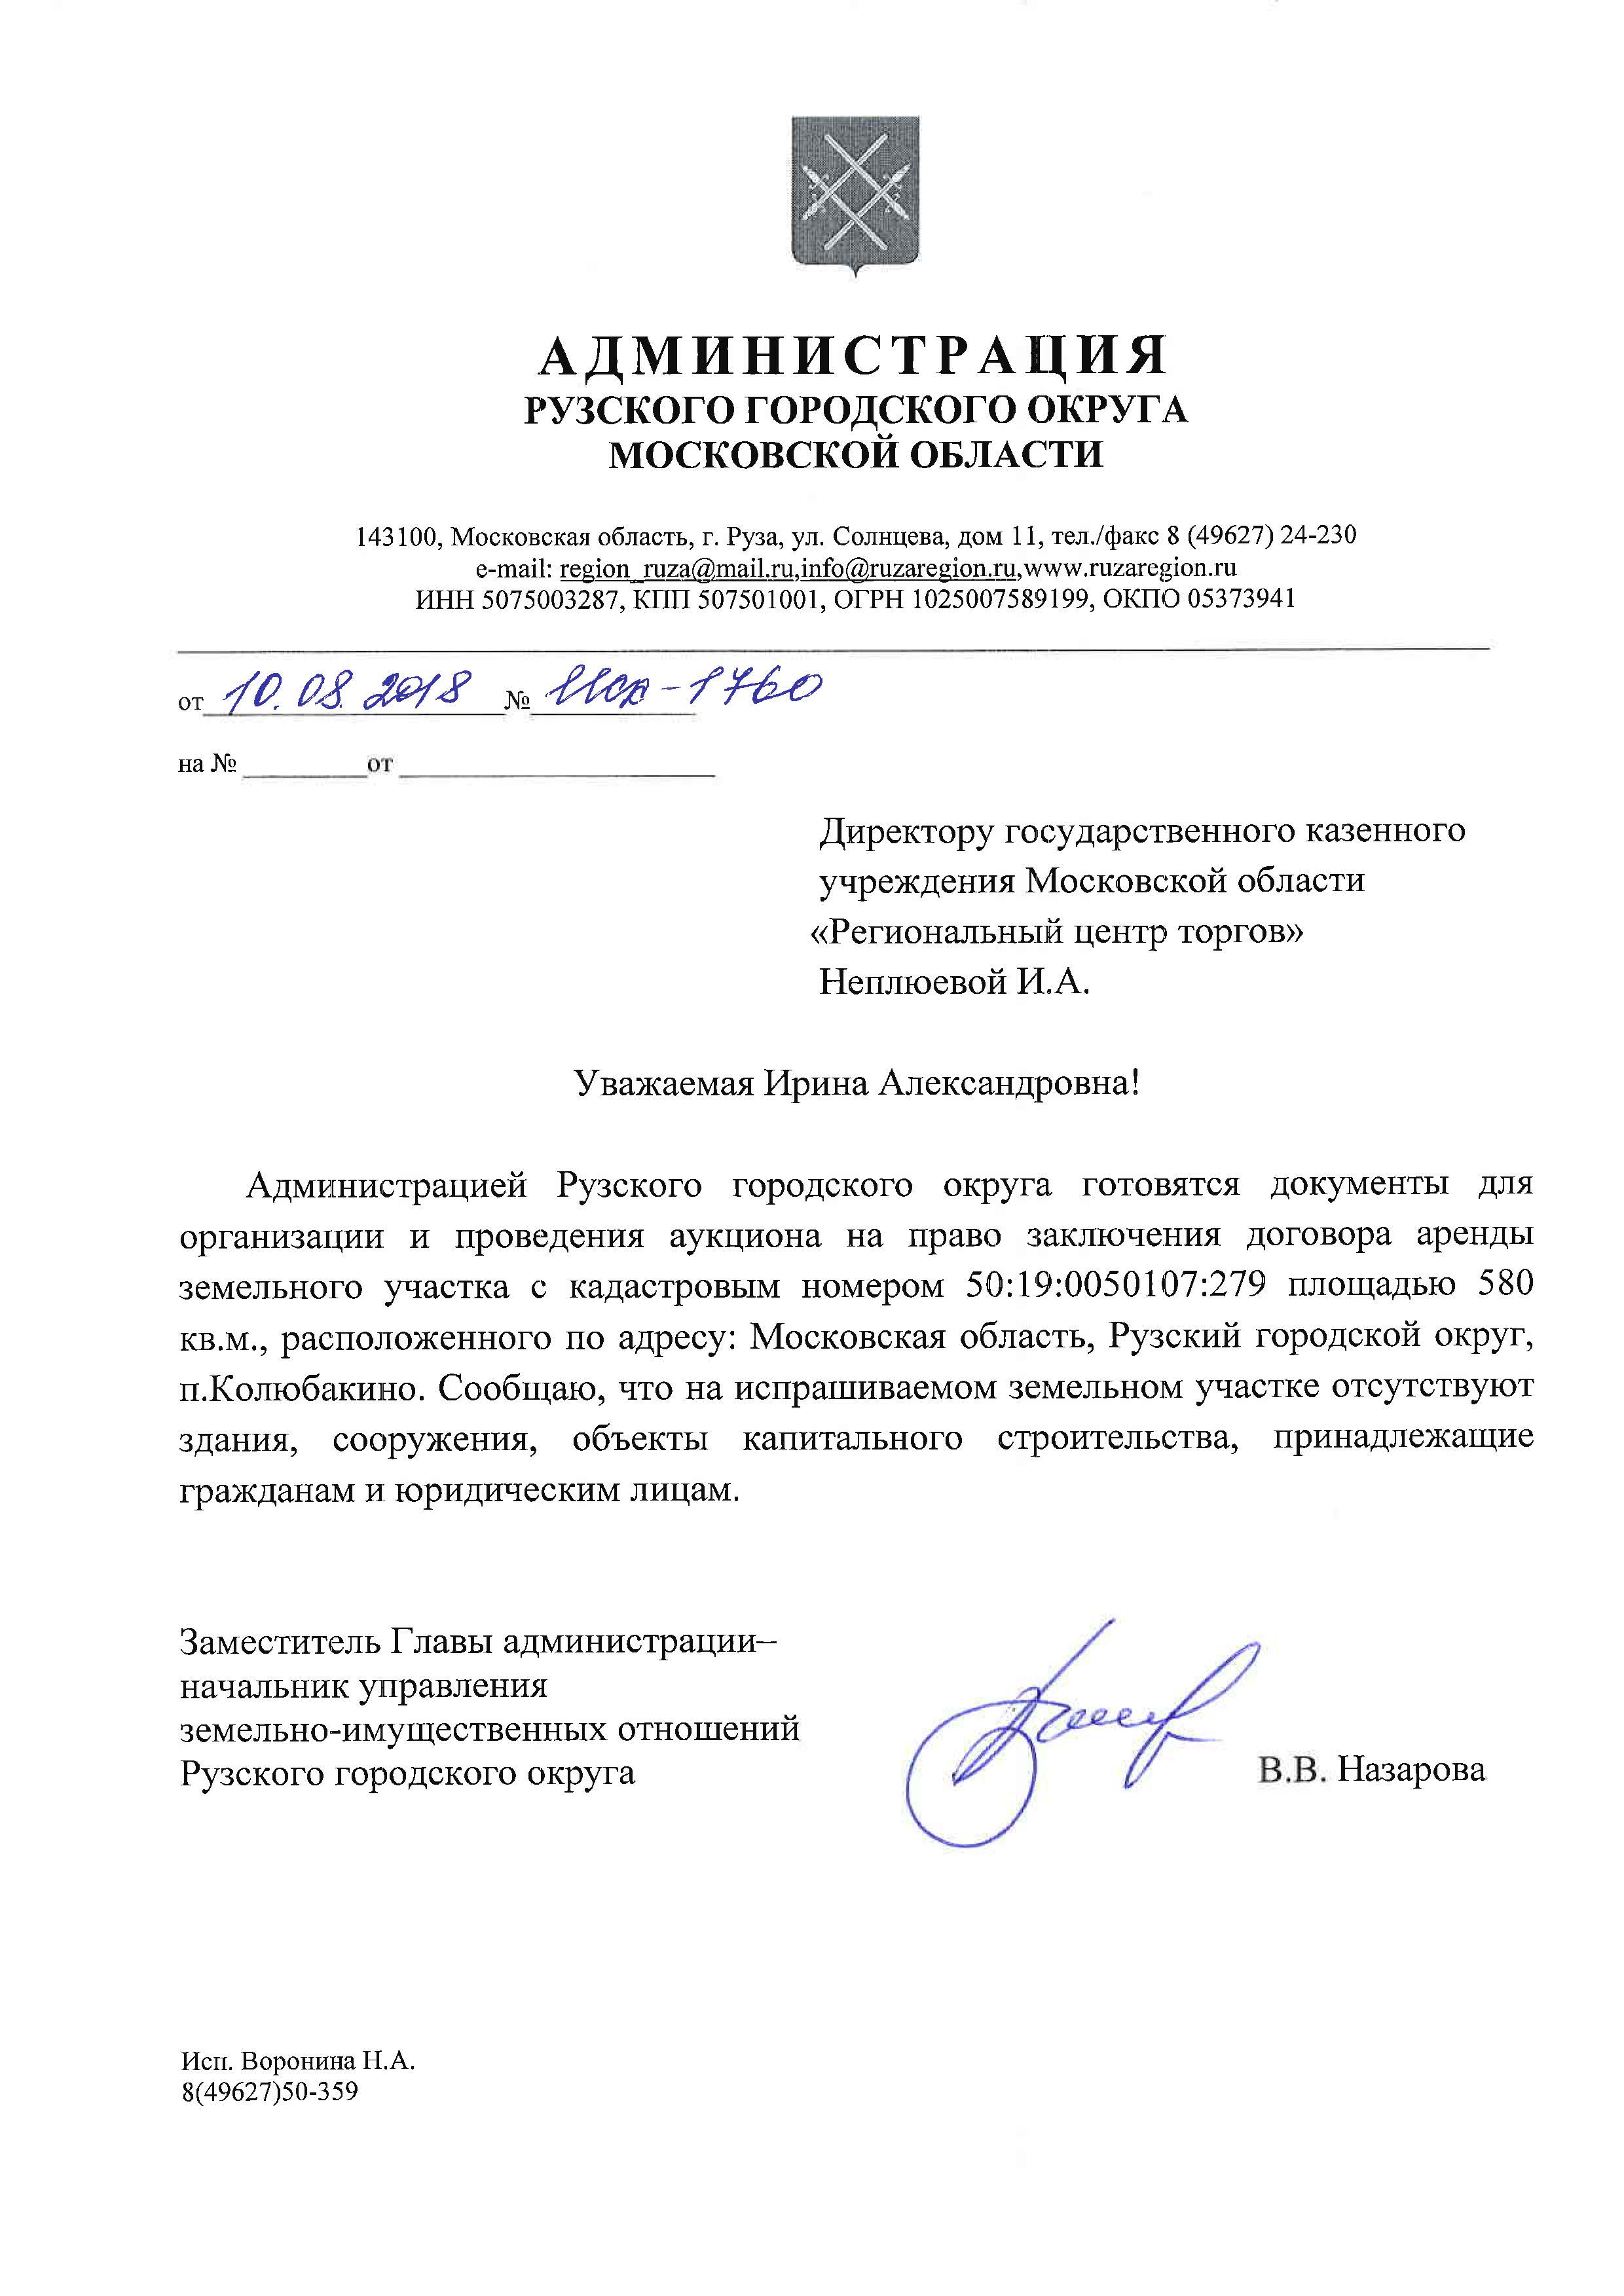 АДМИНИСТРАЦИЯ
РУЗСКОГО ГОРОДСКОГО ОКРУГА
МОСКОВСКОЙ ОБЛАСТИ
143100, Московская область, г. Руза, ул. Солнцева, дом 11, тел./факс 8 (49627) 24-230
e-mail: region_ruza@mail.ru,info@ruzaregion.ru,www.ruzaregion.ru
ИНН 5075003287, КПП 507501001, ОГРН 1025007589199, ОКПО 05373941
от 10.08.2018 № Исх-1760
на № __________от __________
Директору государственного казенного
учреждения Московской области
«Региональный центр торгов»
Неплюевой И.А.
Уважаемая Ирина Александровна!
Администрацией Рузского городского округа готовятся документы для
организации и проведения аукциона на право заключения договора аренды
земельного участка с кадастровым номером 50:19:0050107:279 площадью 580
кв.м., расположенного по адресу: Московская область, Рузский городской округ,
п.Колюбакино. Сообщаю, что на испрашиваемом земельном участке отсутствуют
здания, сооружения, объекты капитального строительства, принадлежащие
гражданам и юридическим лицам.
Заместитель Главы администрации–
начальник управления
земельно-имущественных отношений
Рузского городского округа
В.В. Назарова
Исп. Воронина Н.А.
8(49627)50-359